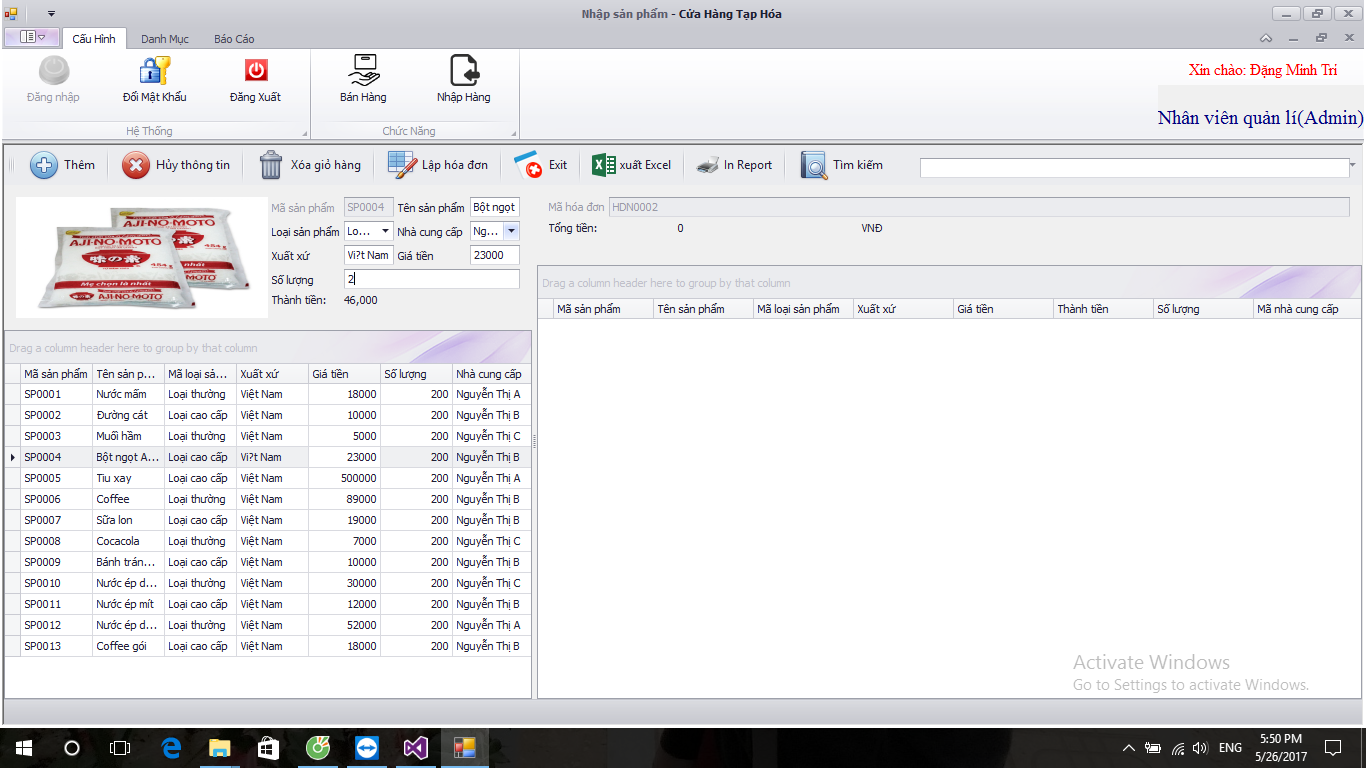 Nhập sản phẩm - Cửa Hàng Tạp Hóa
Cấu Hình Danh Mục Báo Cáo
Đăng nhập Đổi Mật Khẩu Đăng Xuất Bán Hàng Nhập Hàng
Hệ Thống Chức Năng
Xin chào: Đặng Minh Trí
Nhân viên quản lí(Admin)
Thêm Hủy thông tin Xóa giỏ hàng Lập hóa đơn Exit xuất Excel In Report Tìm kiếm
AJI-NO-MOTO
AJI-NO-MOTO
味の素
454 g
454 g
Mẹ chọn là nhất
AJI-NO-MOTO
Mã sản phẩm SP0004 Tên sản phẩm Bột ngọt
Loại sản phẩm Lo... Nhà cung cấp Ng...
Xuất xứ Vi?t Nam Giá tiền 23000
Số lượng 2
Thành tiền: 46,000
Mã hóa đơn HDN0002
Tổng tiền: 0 VNĐ
Drag a column header here to group by that column
Mã sản phẩm Tên sản phẩm Mã loại sản phẩm Xuất xứ Giá tiền Thành tiền Số lượng Mã nhà cung cấp
Drag a column header here to group by that column
Mã sản phẩm Tên sản p... Mã loại sả... Xuất xứ Giá tiền Số lượng Nhà cung cấp
SP0001 Nước mấm Loại thường Việt Nam 18000 200 Nguyễn Thị A
SP0002 Đường cát Loại cao cấp Việt Nam 10000 200 Nguyễn Thị B
SP0003 Muối hầm Loại thường Việt Nam 5000 200 Nguyễn Thị C
SP0004 Bột ngọt A... Loại cao cấp Vi?t Nam 23000 200 Nguyễn Thị B
SP0005 Tiu xay Loại cao cấp Việt Nam 500000 200 Nguyễn Thị A
SP0006 Coffee Loại thường Việt Nam 89000 200 Nguyễn Thị B
SP0007 Sữa lon Loại cao cấp Việt Nam 19000 200 Nguyễn Thị B
SP0008 Cocacola Loại thường Việt Nam 7000 200 Nguyễn Thị C
SP0009 Bánh trán... Loại cao cấp Việt Nam 10000 200 Nguyễn Thị B
SP0010 Nước ép d... Loại thường Việt Nam 30000 200 Nguyễn Thị C
SP0011 Nước ép mít Loại cao cấp Việt Nam 12000 200 Nguyễn Thị B
SP0012 Nước ép d... Loại thường Việt Nam 52000 200 Nguyễn Thị A
SP0013 Coffee gói Loại cao cấp Việt Nam 18000 200 Nguyễn Thị B
Activate Windows
Go to Settings to activate Windows.
ENG
5:50 PM
5/26/2017